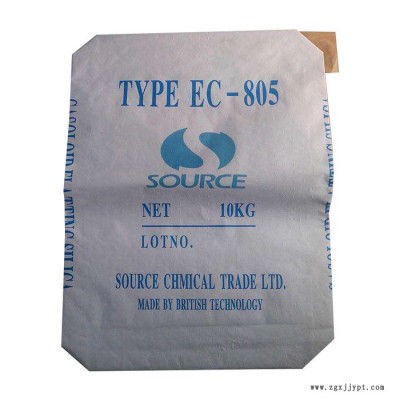 TYPE EC-805
SOURCE
NET 10KG
LOTNO.
SOURCE CHMICAL TRADE LTD.
MADE BY BRITISH TECHNOLOGY
www.zgxjjypt.com